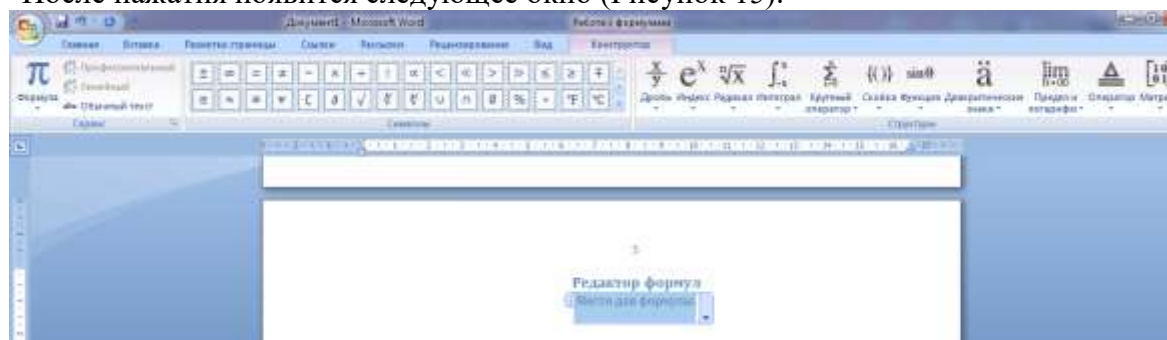 После нажатия появится следующее окно (Рисунок 13).
Документ1 - Microsoft Word
Работа с формулами
Главная Вставка Разметка страницы Ссылки Рассылки Рецензирование Вид Конструктор
π
Формула
Профессиональный
Линейный
abc Обычный текст
Дробь Индекс Радикал Интеграл Крупный оператор Скобка Функция Диакритические знаки Предел и логарифм Оператор
Сервис
Символы
Структуры
Редактор формул
Место для формулы